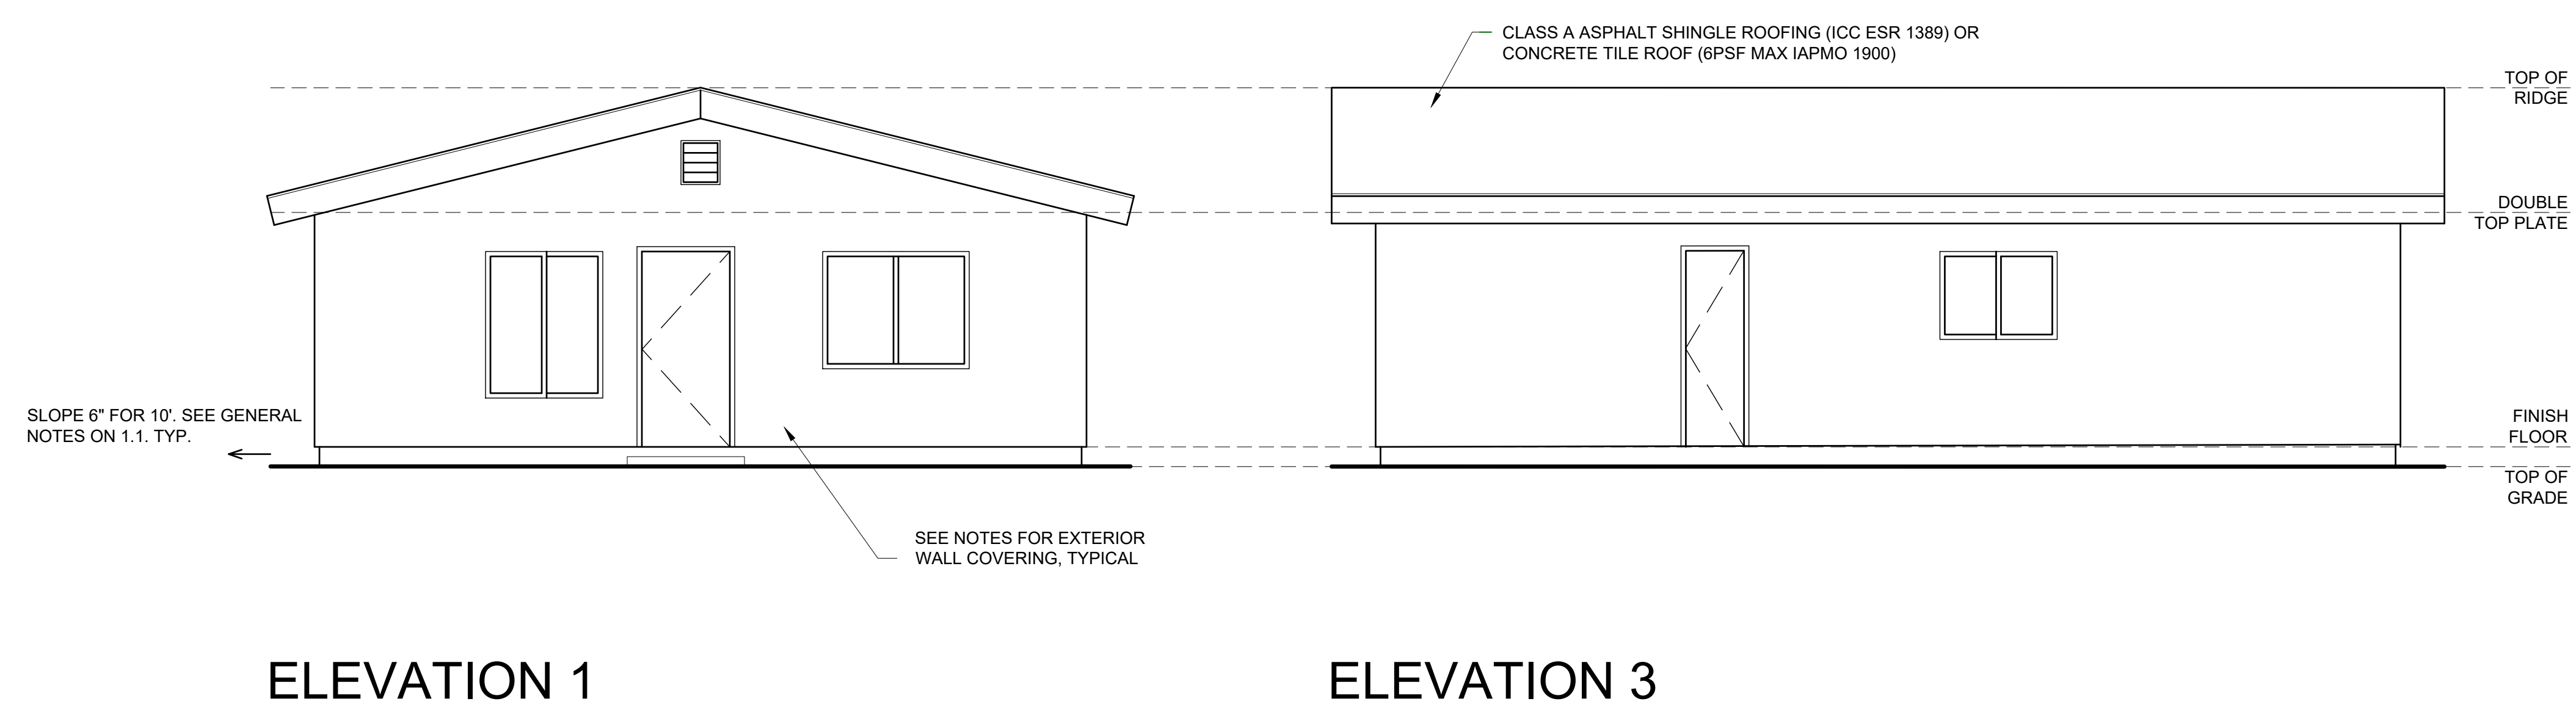 CLASS A ASPHALT SHINGLE ROOFING (ICC ESR 1389) OR
CONCRETE TILE ROOF (6PSF MAX IAPMO 1900)
TOP OF
RIDGE
DOUBLE
TOP PLATE
SLOPE 6" FOR 10'. SEE GENERAL
NOTES ON 1.1. TYP.
FINISH
FLOOR
TOP OF
GRADE
SEE NOTES FOR EXTERIOR
WALL COVERING, TYPICAL
ELEVATION 1
ELEVATION 3